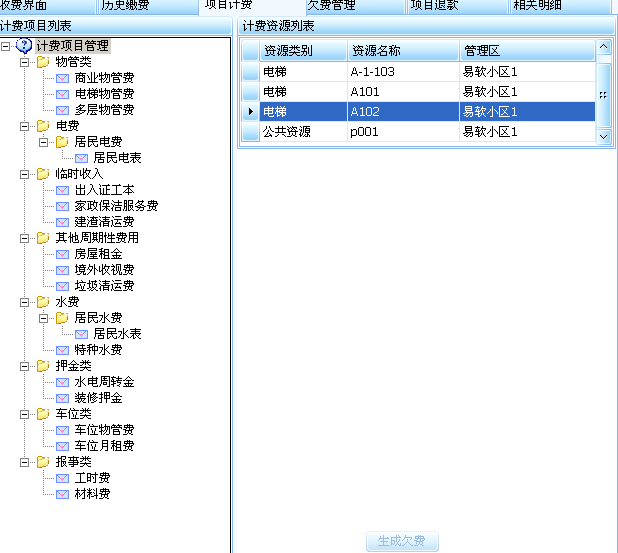 收费界面 历史缴费 项目计费 欠费管理 项目退款 相关明细
计费项目列表
计费项目管理
物管类
商业物管费
电梯物管费
多层物管费
电费
居民电费
居民电表
临时收入
出入证工本
家政保洁服务费
建渣清运费
其他周期性费用
房屋租金
境外收视费
垃圾清运费
水费
居民水费
居民水表
特种水费
押金类
水电周转金
装修押金
车位类
车位物管费
车位月租费
报事类
工时费
材料费
计费资源列表
资源类别 资源名称 管理区
电梯 A-1-103 易软小区1
电梯 A101 易软小区1
电梯 A102 易软小区1
公共资源 p001 易软小区1
生成欠费